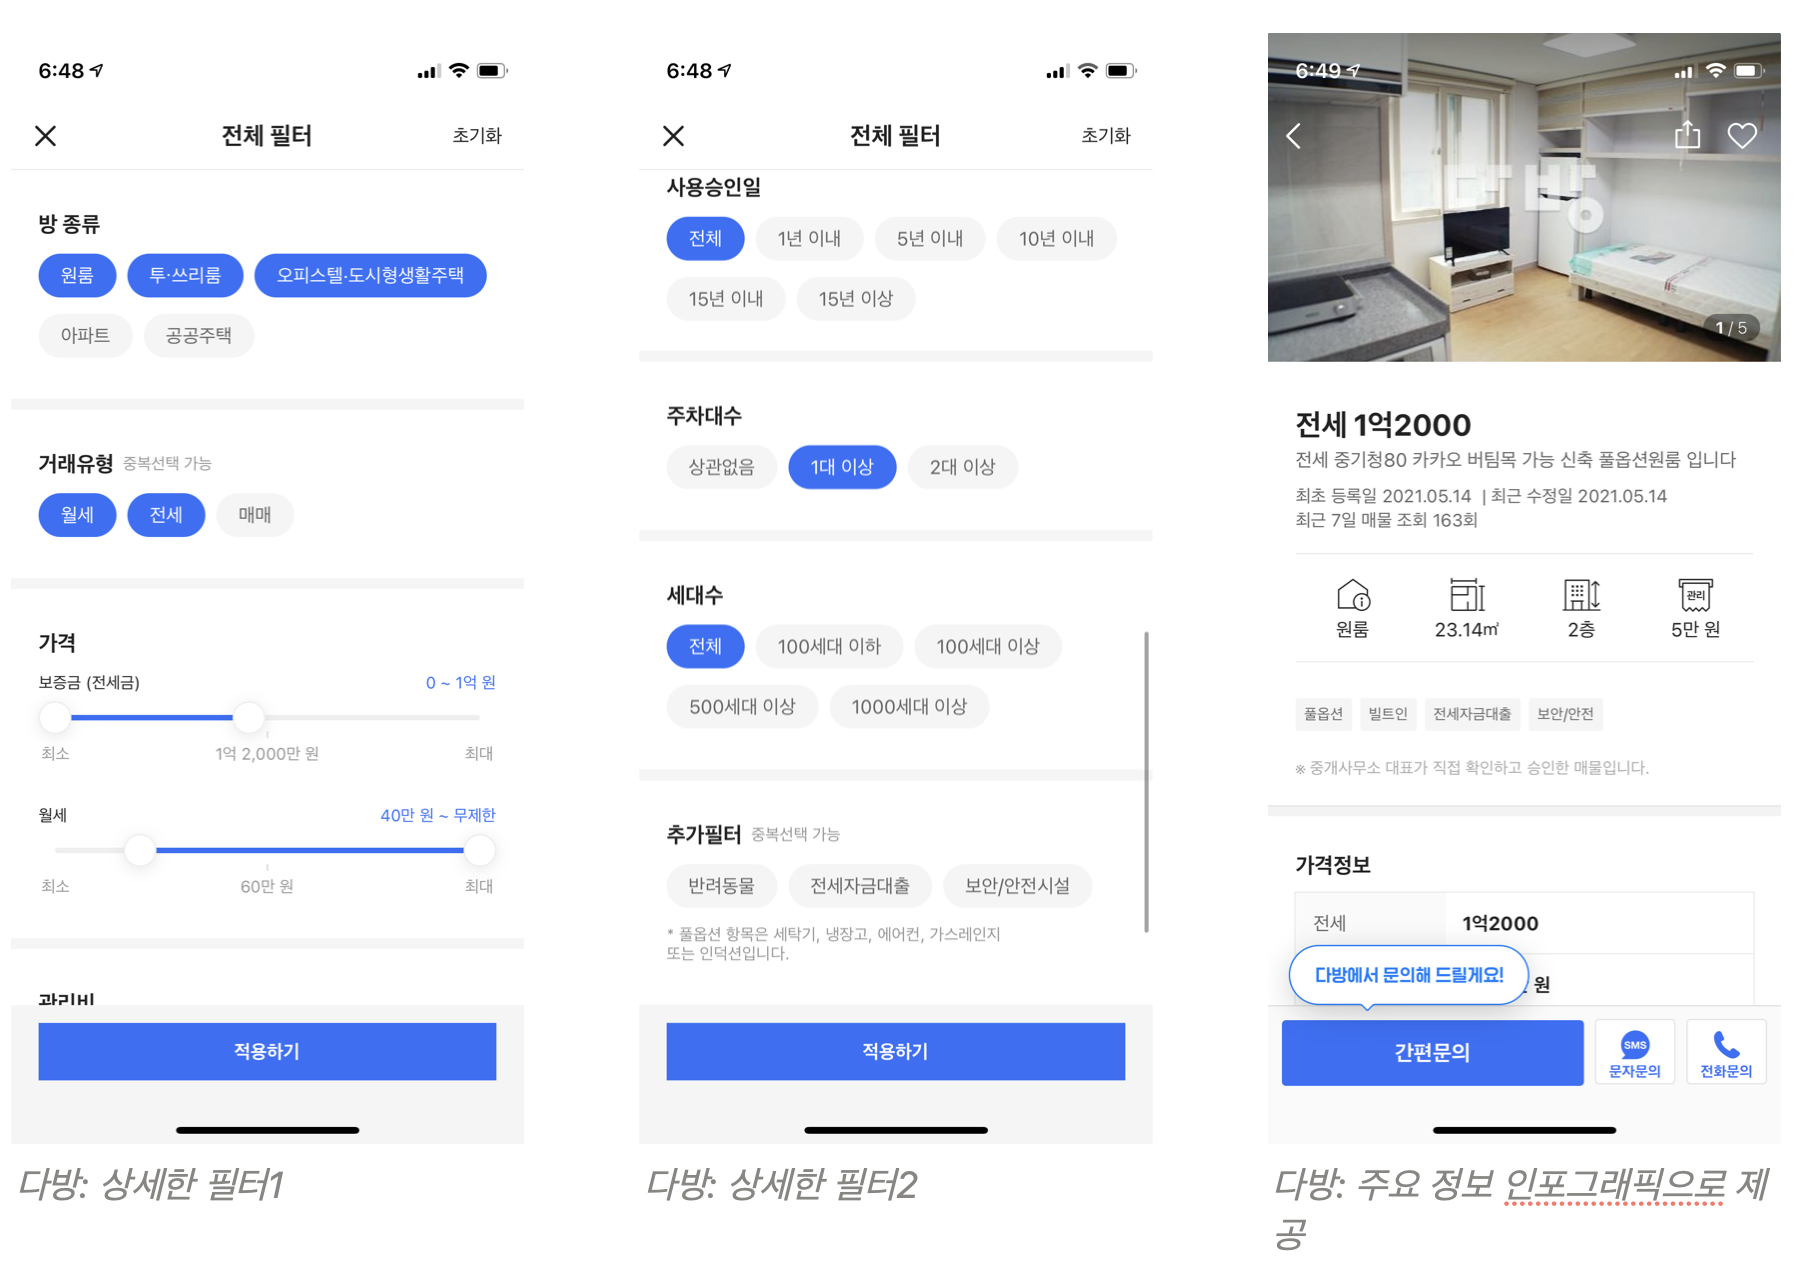 6:48
전체 필터
초기화
방 종류
원룸
투·쓰리룸
오피스텔·도시형생활주택
아파트
공공주택
거래유형 중복선택 가능
월세
전세
매매
가격
보증금 (전세금)
0 ~ 1억 원
최소
1억 2,000만 원
최대
월세
40만 원 ~ 무제한
최소
60만 원
최대
관리비
적용하기
다방: 상세한 필터1
6:48
전체 필터
초기화
사용승인일
전체
1년 이내
5년 이내
10년 이내
15년 이내
15년 이상
주차대수
상관없음
1대 이상
2대 이상
세대수
전체
100세대 이하
100세대 이상
500세대 이상
1000세대 이상
추가필터 중복선택 가능
반려동물
전세자금대출
보안/안전시설
* 풀옵션 항목은 세탁기, 냉장고, 에어컨, 가스레인지
또는 인덕션입니다.
적용하기
다방: 상세한 필터2
6:49
다방
1 / 5
전세 1억2000
전세 중기청80 카카오 버팀목 가능 신축 풀옵션원룸 입니다
최초 등록일 2021.05.14 | 최근 수정일 2021.05.14
최근 7일 매물 조회 163회
관리
원룸
23.14㎡
2층
5만 원
풀옵션
빌트인
전세자금대출
보안/안전
※ 중개사무소 대표가 직접 확인하고 승인한 매물입니다.
가격정보
전세
1억2000
다방에서 문의해 드릴게요!
원
간편문의
SMS
문자문의
전화문의
다방: 주요 정보 인포그래픽으로 제
공